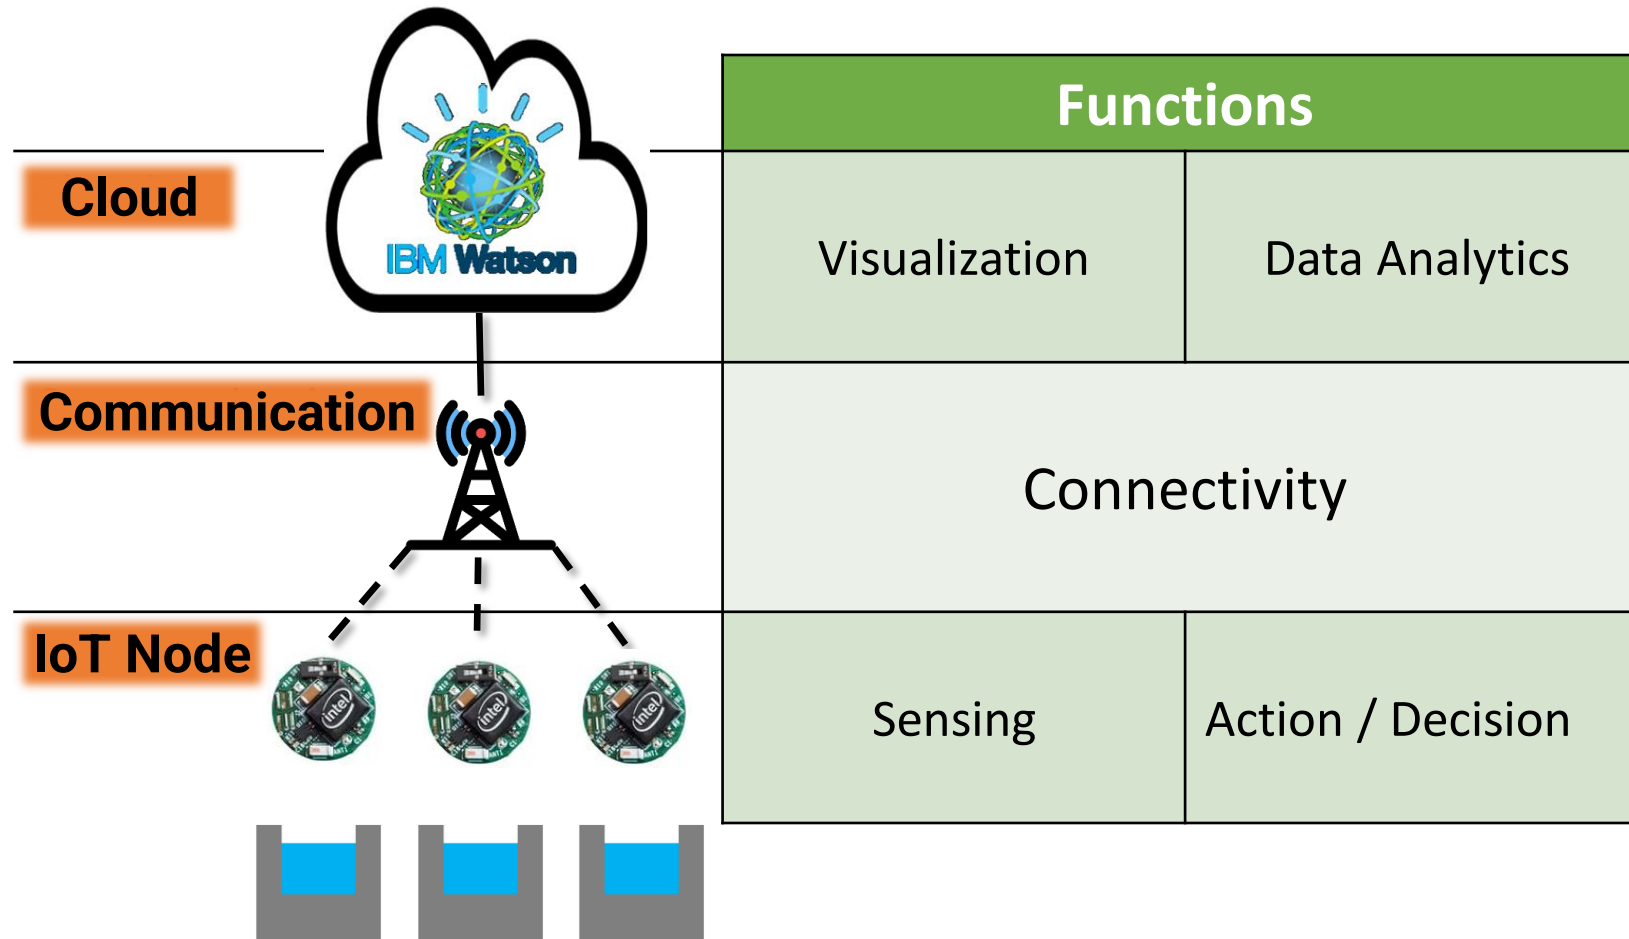 Functions
Cloud
IBM Watson
Visualization
Data Analytics
Communication
Connectivity
IoT Node
intel
intel
intel
Sensing
Action / Decision